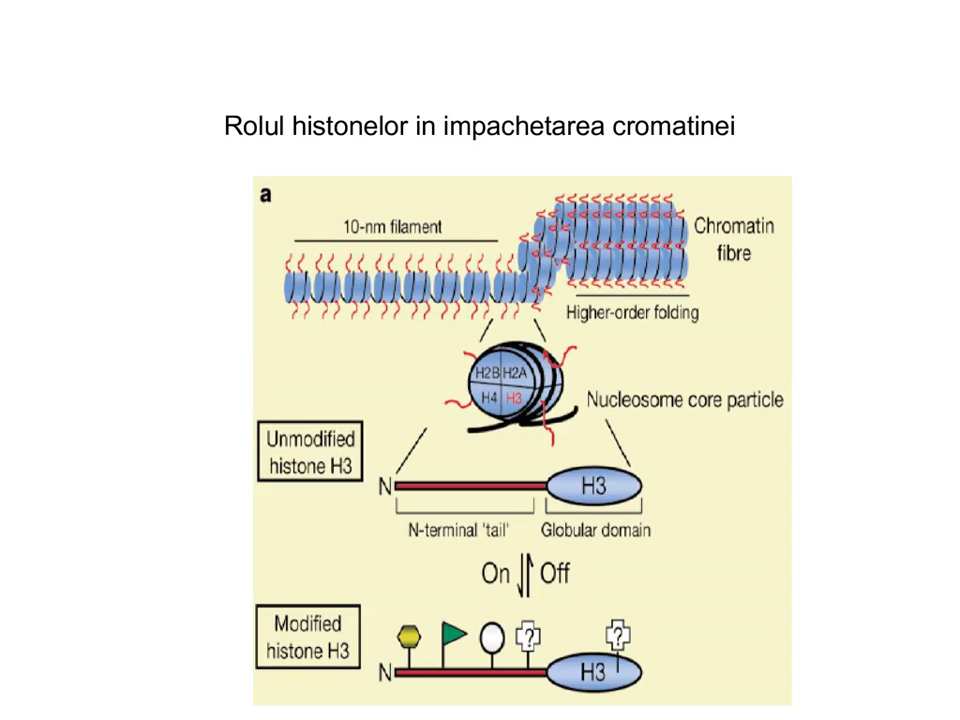 Rolul histonelor in impachetarea cromatinei
a
10-nm filament
Chromatin
fibre
Higher-order folding
H2B H2A
H4 H3
Nucleosome core particle
Unmodified
histone H3
N
H3
N-terminal 'tail'
Globular domain
On Off
Modified
histone H3
? ?
N
H3